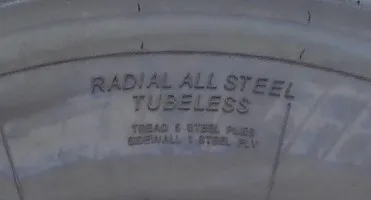 RADIAL ALL STEEL
TUBELESS
TREAD 5 STEEL PLIES
SIDEWALL 1 STEEL PLY